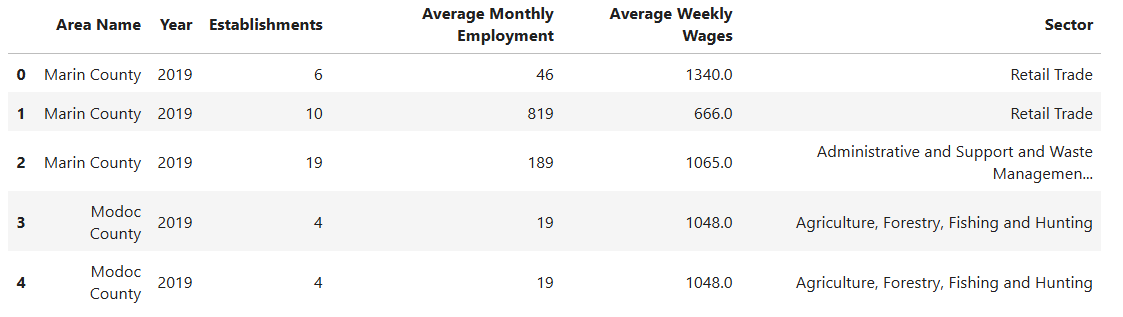 Area Name Year Establishments Average Monthly Employment Average Weekly Wages Sector
0 Marin County 2019 6 46 1340.0 Retail Trade
1 Marin County 2019 10 819 666.0 Retail Trade
2 Marin County 2019 19 189 1065.0 Administrative and Support and Waste Managemen...
3 Modoc County 2019 4 19 1048.0 Agriculture, Forestry, Fishing and Hunting
4 Modoc County 2019 4 19 1048.0 Agriculture, Forestry, Fishing and Hunting